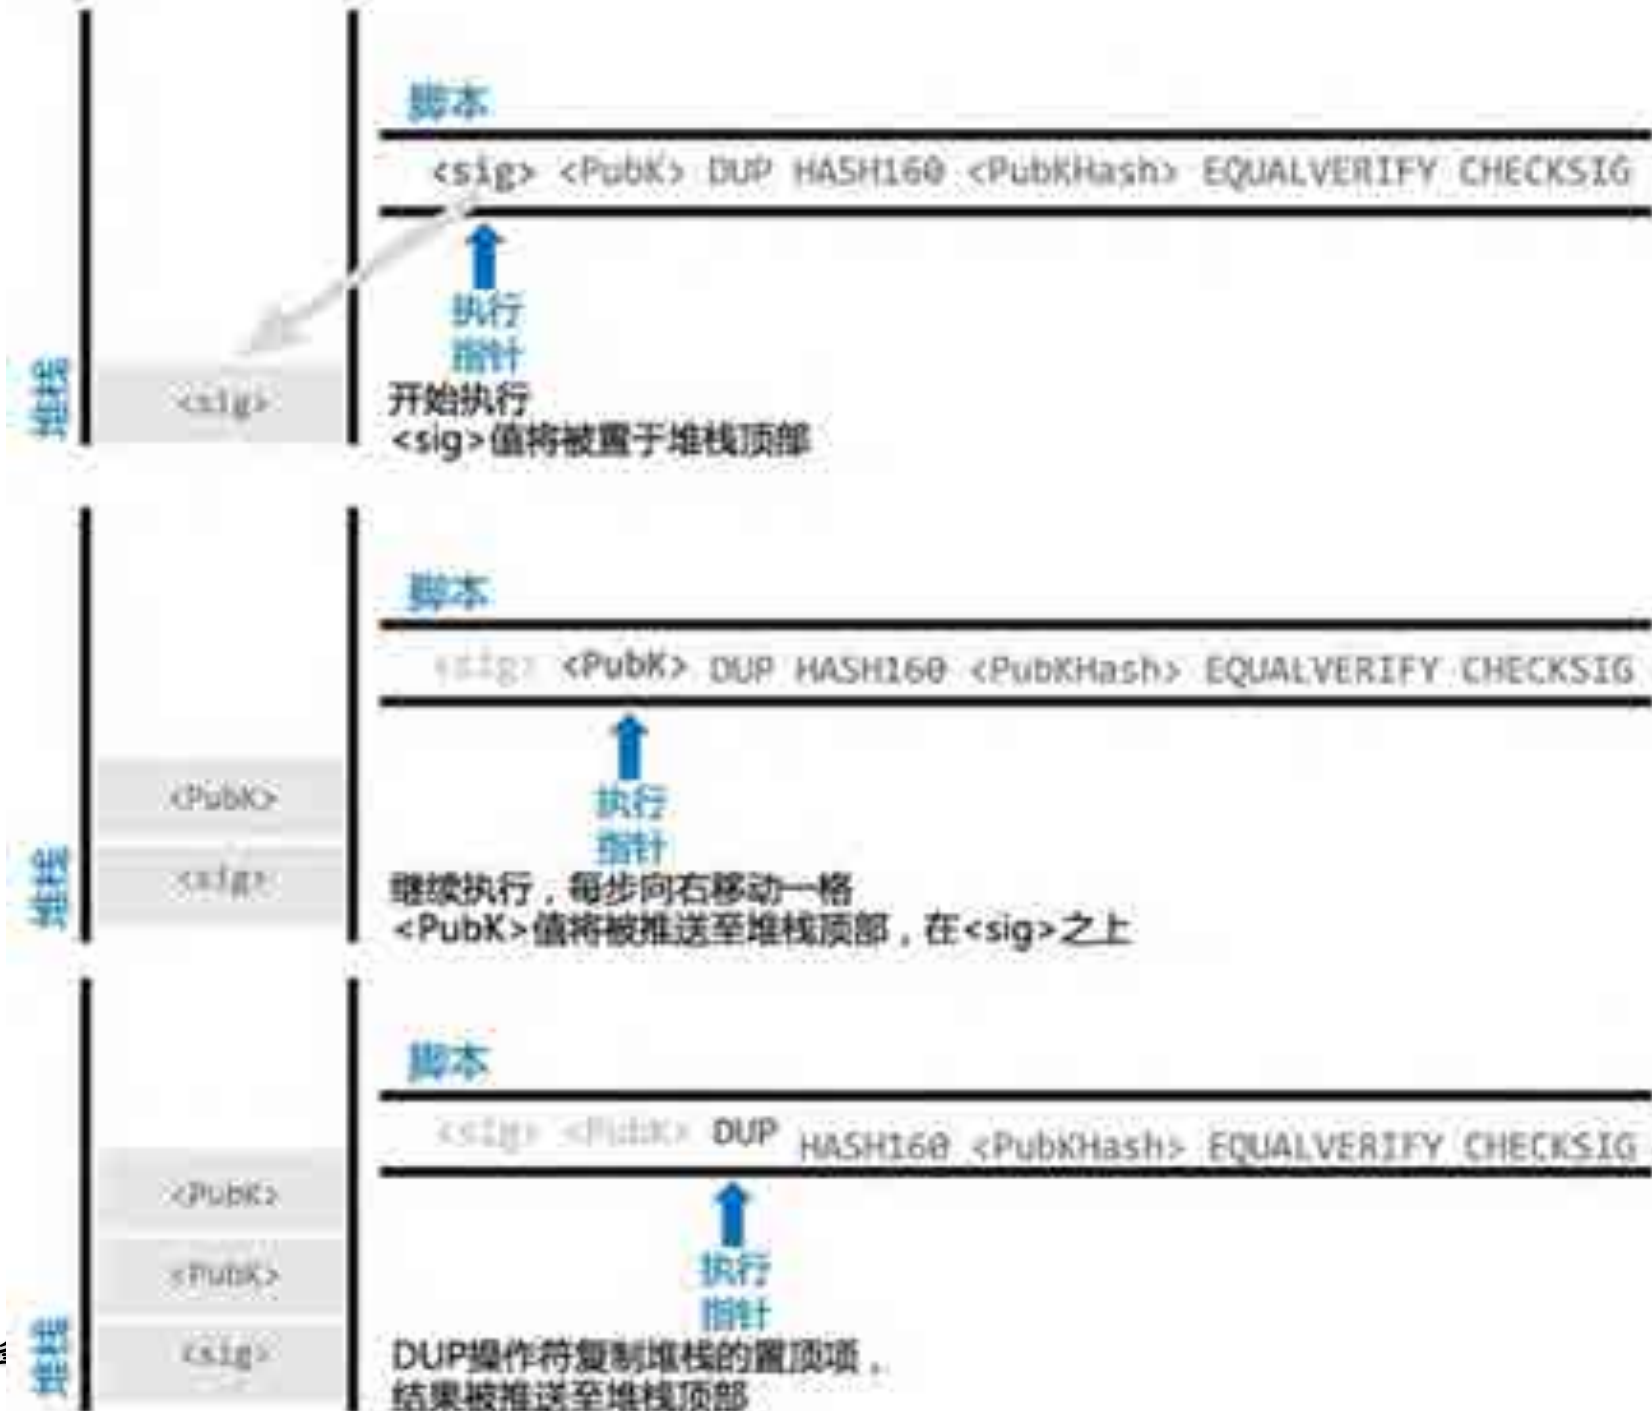 脚本
<sig> <PubK> DUP HASH160 <PubKHash> EQUALVERIFY CHECKSIG
执行
指针
堆栈
<sig>
开始执行
<sig>值将被置于堆栈顶部
脚本
<sig> <PubK> DUP HASH160 <PubKHash> EQUALVERIFY CHECKSIG
执行
指针
<PubK>
<sig>
堆栈
继续执行，每步向右移动一格
<PubK>值将被推送至堆栈顶部，在<sig>之上
脚本
<sig> <PubK> DUP HASH160 <PubKHash> EQUALVERIFY CHECKSIG
执行
指针
<PubK>
<PubK>
<sig>
堆栈
DUP操作符复制堆栈的置顶项，
结果被推送至堆栈顶部